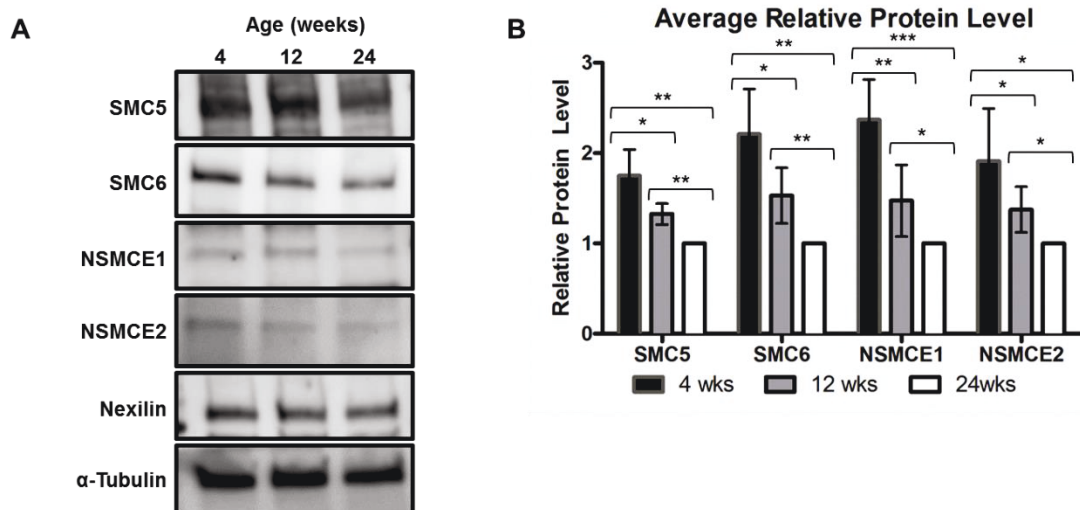 A
Age (weeks)
4 12 24
SMC5
SMC6
NSMCE1
NSMCE2
Nexilin
α-Tubulin
B
Average Relative Protein Level
Relative Protein Level
3
2
1
0
** * **
** * **
*** ** *
* * *
SMC5 SMC6 NSMCE1 NSMCE2
4 wks 12 wks 24wks